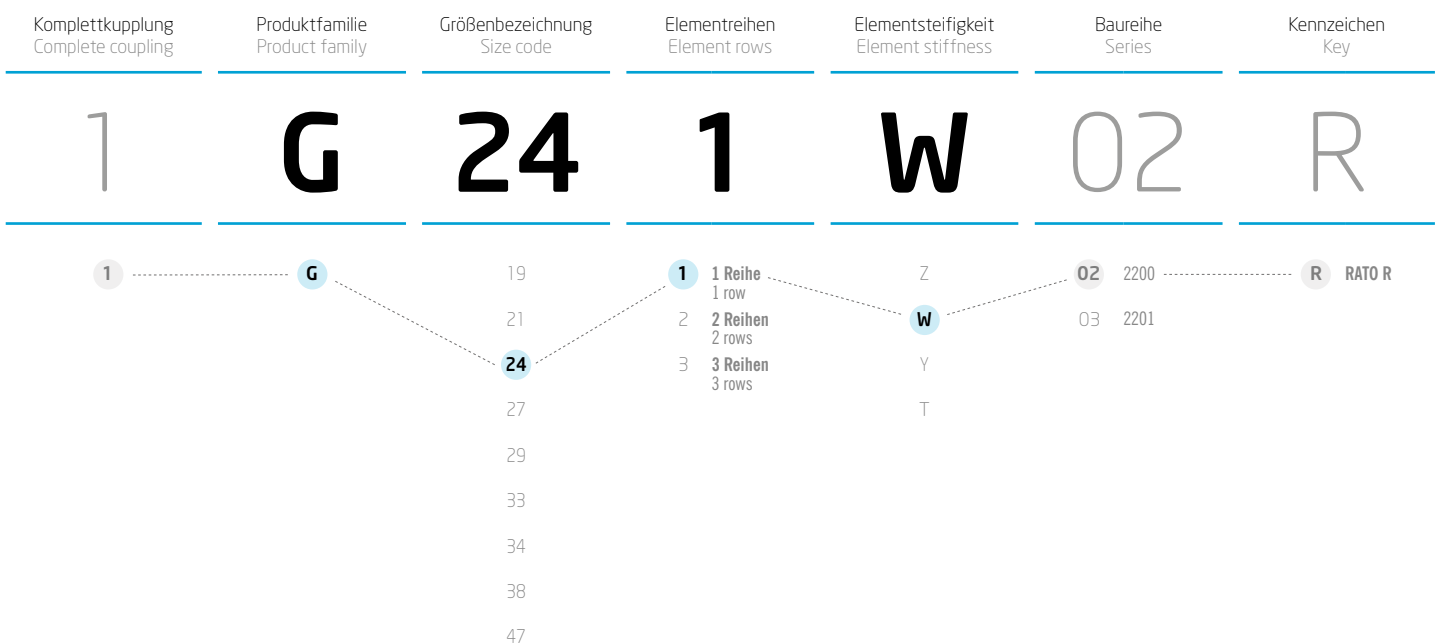 Komplettkupplung Produktfamilie Größenbezeichnung Elementreihen Elementsteifigkeit Baureihe Kennzeichen
Complete coupling Product family Size code Element rows Element stiffness Series Key
1 G 24 1 W 02 R
1 G 19 1 1 Reihe Z 02 2200 R RATO R
1 row
21 2 2 Reihen W 03 2201
2 rows
24 3 3 Reihen Y
3 rows
27 T
29
33
34
38
47